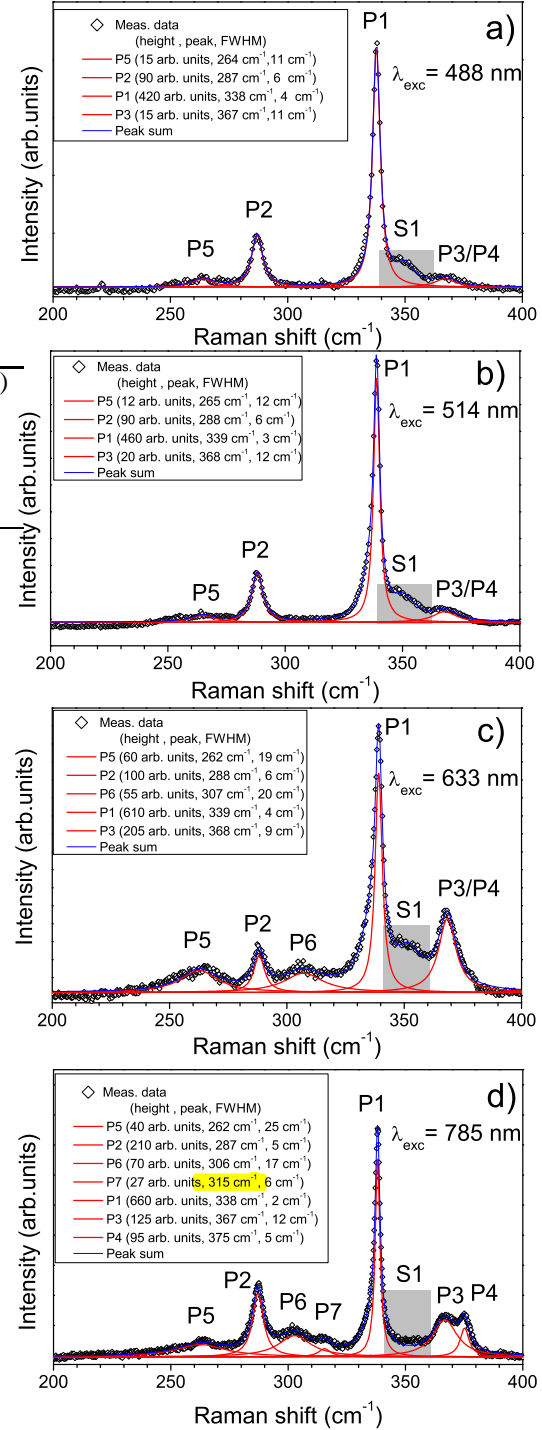 a)
Meas. data
(height , peak, FWHM)
P5 (15 arb. units, 264 cm⁻¹,11 cm⁻¹)
P2 (90 arb. units, 287 cm⁻¹, 6 cm⁻¹)
P1 (420 arb. units, 338 cm⁻¹, 4 cm⁻¹)
P3 (15 arb. units, 367 cm⁻¹,11 cm⁻¹)
Peak sum
λexc= 488 nm
P1
P5
P2
S1
P3/P4
Intensity (arb.units)
200 250 300 350 400
Raman shift (cm⁻¹)
)
b)
Meas. data
(height , peak, FWHM)
P5 (12 arb. units, 265 cm⁻¹, 12 cm⁻¹)
P2 (90 arb. units, 288 cm⁻¹, 6 cm⁻¹)
P1 (460 arb. units, 339 cm⁻¹, 3 cm⁻¹)
P3 (20 arb. units, 368 cm⁻¹, 12 cm⁻¹)
Peak sum
λexc= 514 nm
P1
P5
P2
S1
P3/P4
Intensity (arb.units)
200 250 300 350 400
Raman shift (cm⁻¹)
c)
Meas. data
(height, peak, FWHM)
P5 (60 arb. units, 262 cm⁻¹, 19 cm⁻¹)
P2 (100 arb. units, 288 cm⁻¹, 6 cm⁻¹)
P6 (55 arb. units, 307 cm⁻¹, 20 cm⁻¹)
P1 (610 arb. units, 339 cm⁻¹, 4 cm⁻¹)
P3 (205 arb. units, 368 cm⁻¹, 9 cm⁻¹)
Peak sum
λexc= 633 nm
P1
P5
P2
P6
S1
P3/P4
Intensity (arb.units)
200 250 300 350 400
Raman shift (cm⁻¹)
d)
Meas. data
(height , peak, FWHM)
P5 (40 arb. units, 262 cm⁻¹, 25 cm⁻¹)
P2 (210 arb. units, 287 cm⁻¹, 5 cm⁻¹)
P6 (70 arb. units, 306 cm⁻¹, 17 cm⁻¹)
P7 (27 arb. units, 315 cm⁻¹, 6 cm⁻¹)
P1 (660 arb. units, 338 cm⁻¹, 2 cm⁻¹)
P3 (125 arb. units, 367 cm⁻¹, 12 cm⁻¹)
P4 (95 arb. units, 375 cm⁻¹, 5 cm⁻¹)
Peak sum
λexc= 785 nm
P1
P5
P2
P6
P7
S1
P3
P4
Intensity (arb.units)
200 250 300 350 400
Raman shift (cm⁻¹)